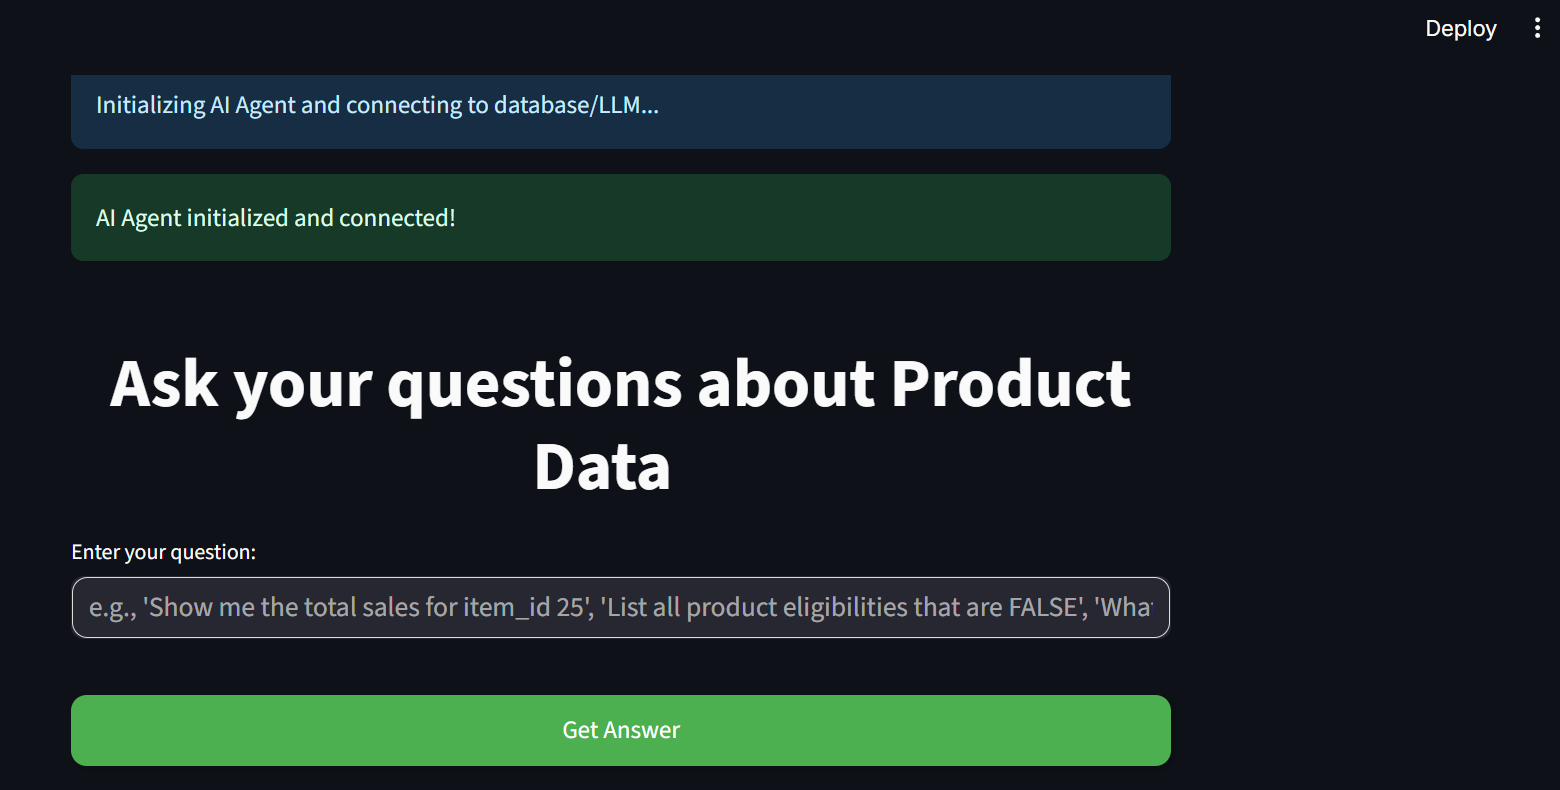 Deploy
Initializing AI Agent and connecting to database/LLM...
AI Agent initialized and connected!
Ask your questions about Product
Data
Enter your question:
e.g., 'Show me the total sales for item_id 25', 'List all product eligibilities that are FALSE', 'What
Get Answer